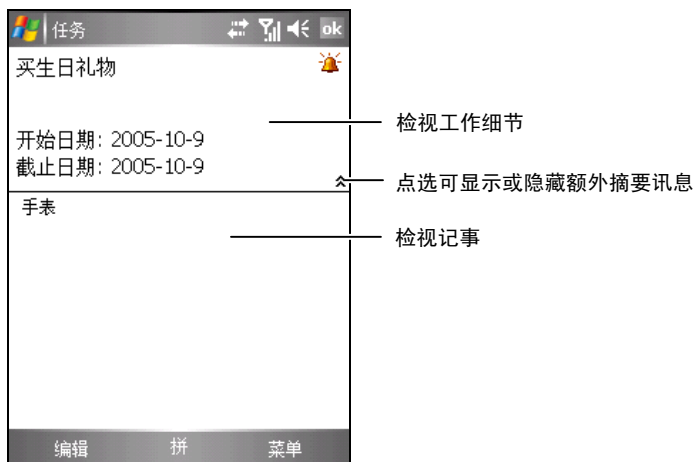 任务
ok
买生日礼物
开始日期: 2005-10-9
截止日期: 2005-10-9
手表
编辑
拼
菜单
检视工作细节
点选可显示或隐藏额外摘要讯息
检视记事